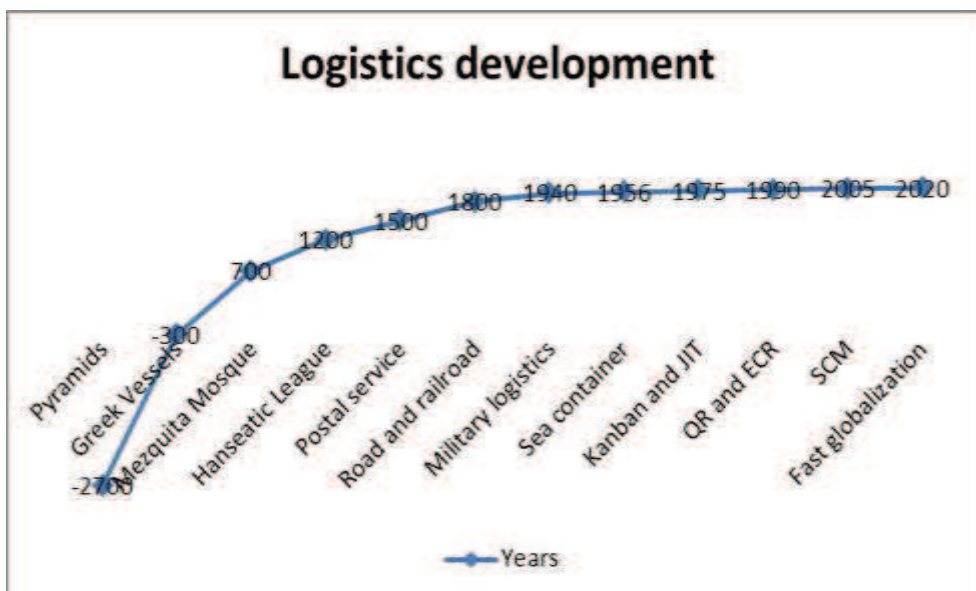 Logistics development
1940 1956 1975 1990 2005 2020
1800
1500
1200
700
-300
-2700
Pyramids
Greek Vessels
Mezquita Mosque
Hanseatic League
Postal service
Road and railroad
Military logistics
Sea container
Kanban and JIT
QR and ECR
SCM
Fast globalization
Years